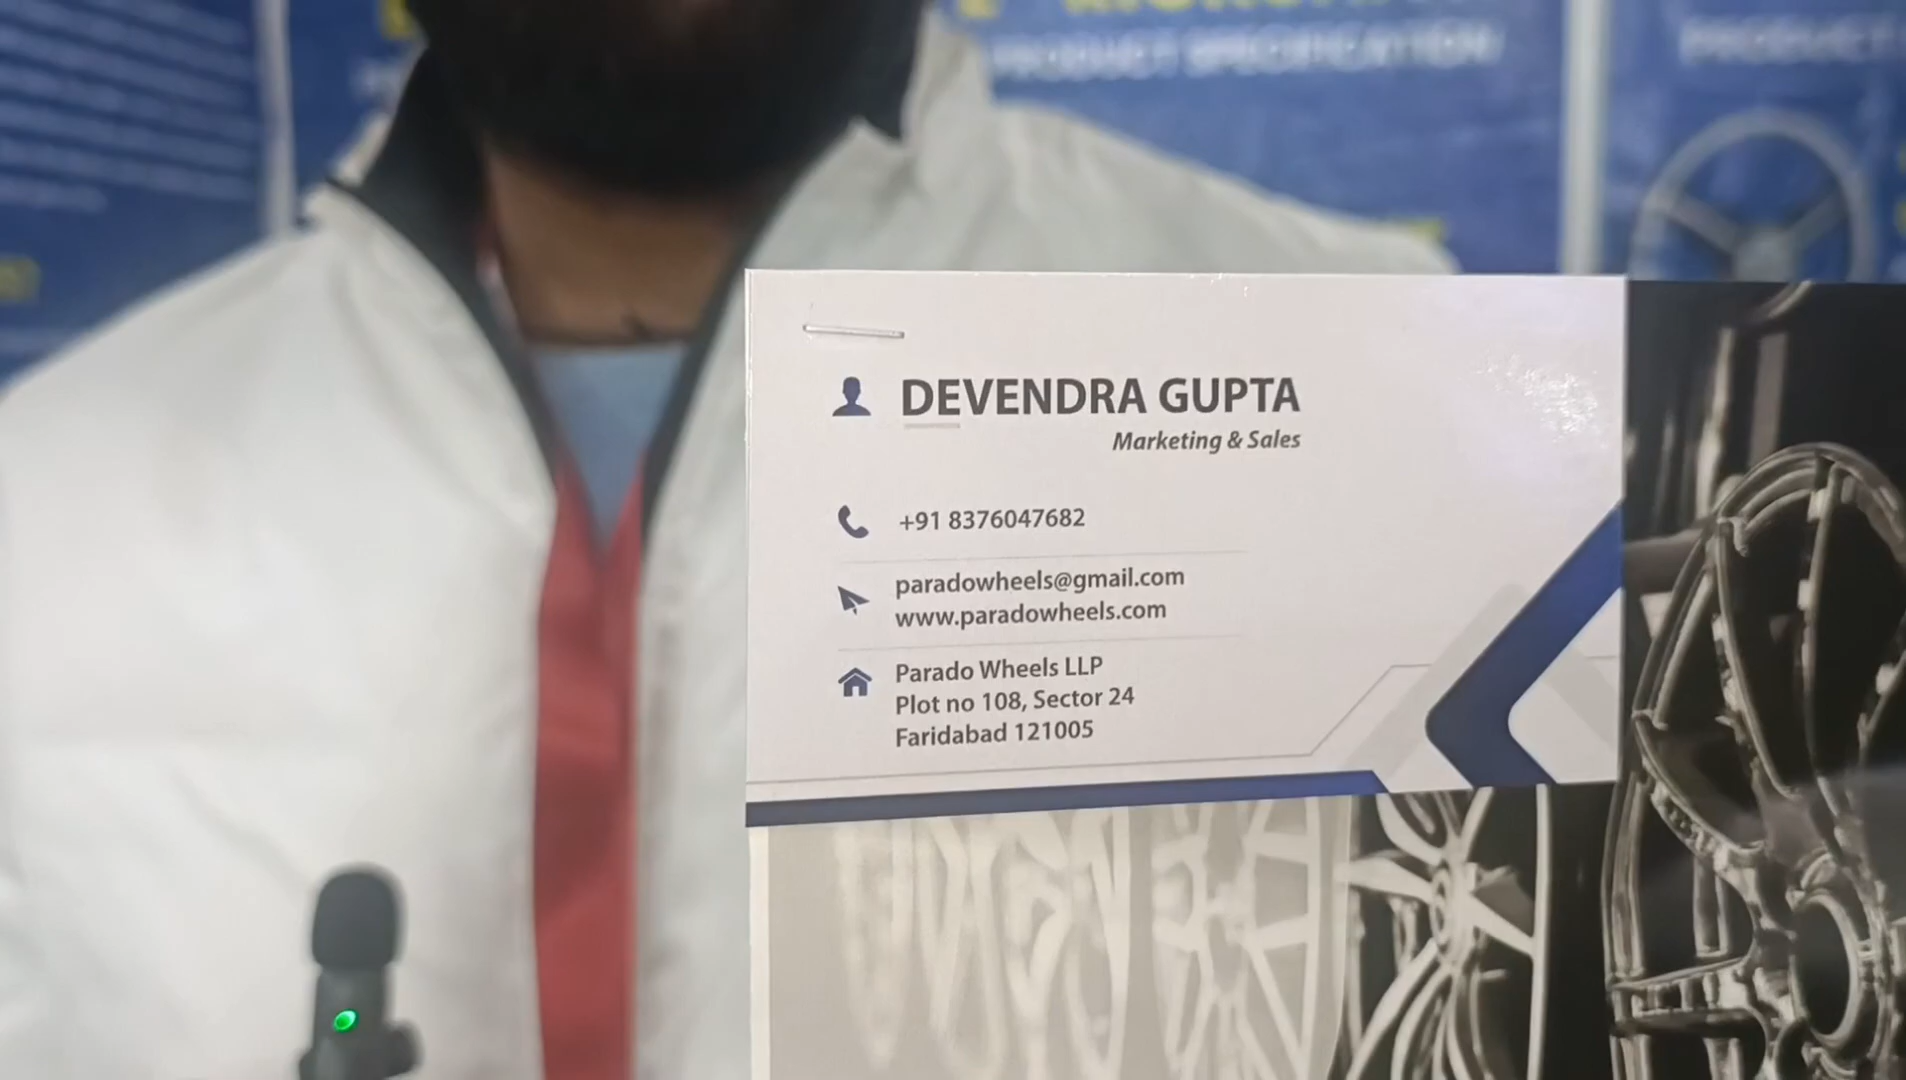 PRODUCT SPECIFICATION
PRODUCT
DEVENDRA GUPTA
Marketing & Sales
+91 8376047682
paradowheels@gmail.com
www.paradowheels.com
Parado Wheels LLP
Plot no 108, Sector 24
Faridabad 121005